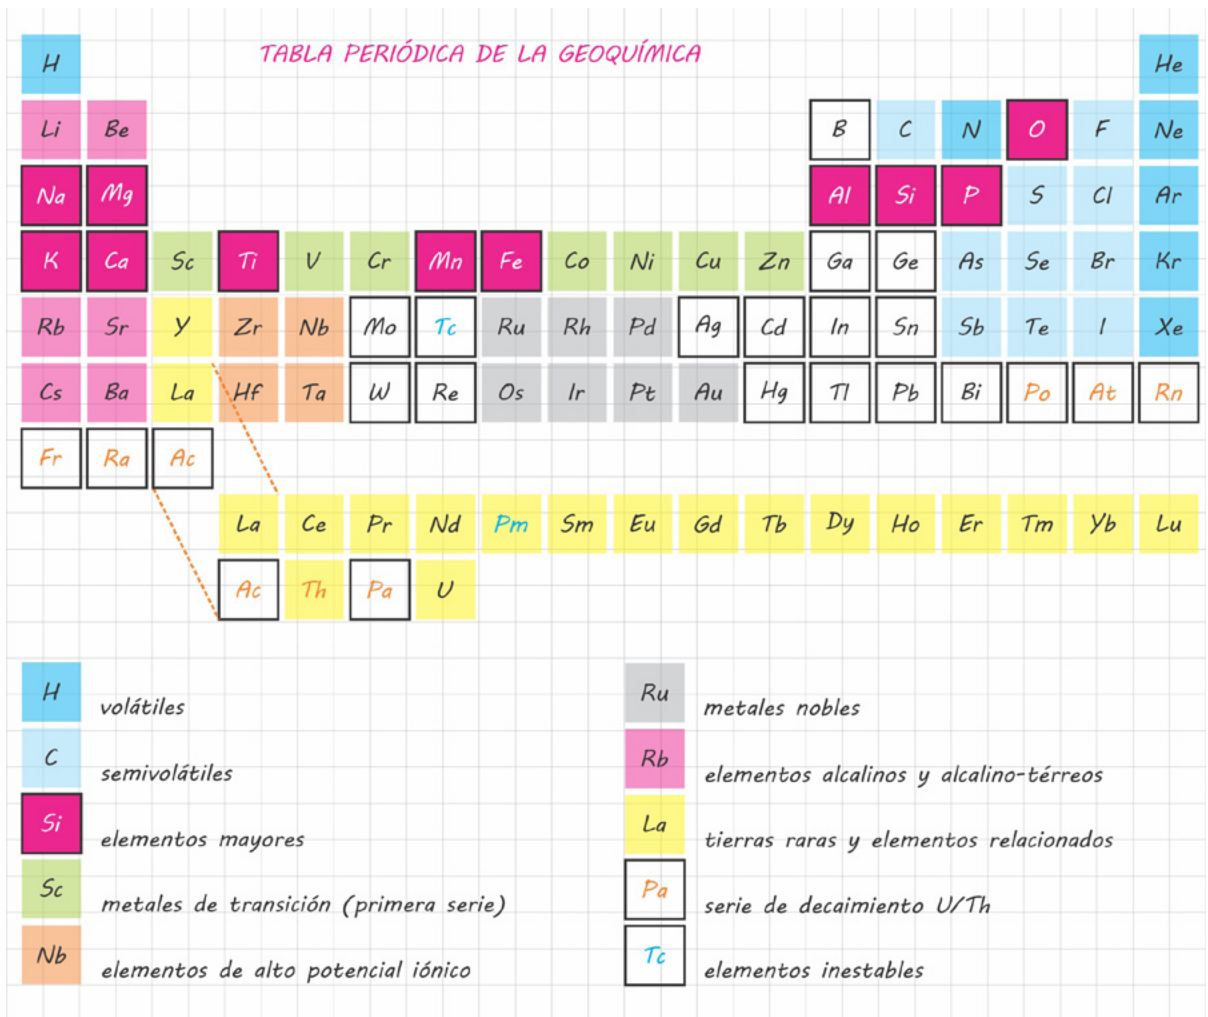 TABLA PERIÓDICA DE LA GEOQUÍMICA
H He
Li Be B C N O F Ne
Na Mg Al Si P S Cl Ar
K Ca Sc Ti V Cr Mn Fe Co Ni Cu Zn Ga Ge As Se Br Kr
Rb Sr Y Zr Nb Mo Tc Ru Rh Pd Ag Cd In Sn Sb Te I Xe
Cs Ba La Hf Ta W Re Os Ir Pt Au Hg Tl Pb Bi Po At Rn
Fr Ra Ac
La Ce Pr Nd Pm Sm Eu Gd Tb Dy Ho Er Tm Yb Lu
Ac Th Pa U
H volátiles
C semivolátiles
Si elementos mayores
Sc metales de transición (primera serie)
Nb elementos de alto potencial iónico
Ru metales nobles
Rb elementos alcalinos y alcalino-térreos
La tierras raras y elementos relacionados
Pa serie de decaimiento U/Th
Tc elementos inestables